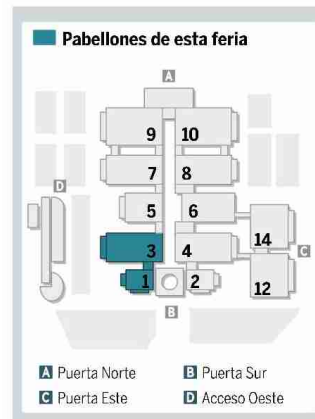 Pabellones de esta feria
A
9 10
7 8
D
5 6
3 4 14
C
1 2 12
B
A Puerta Norte B Puerta Sur
C Puerta Este D Acceso Oeste